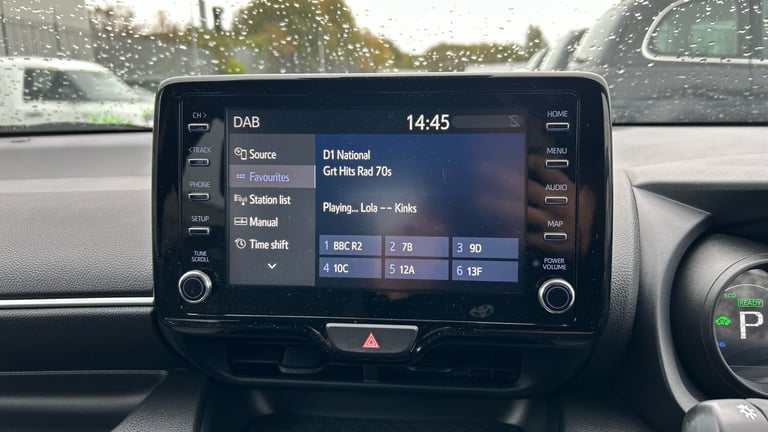 DAB 14:45
CH >
< TRACK
PHONE
SETUP
TUNE
SCROLL
Source
Favourites
Station list
Manual
Time shift
D1 National
Grt Hits Rad 70s
Playing... Lola -- Kinks
1 BBC R2 2 7B 3 9D
4 10C 5 12A 6 13F
HOME
MENU
AUDIO
MAP
POWER
VOLUME
ECO READY
P